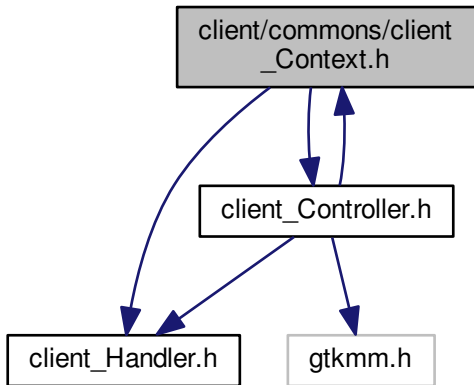 client/commons/client
_Context.h
client_Controller.h
client_Handler.h
gtkmm.h